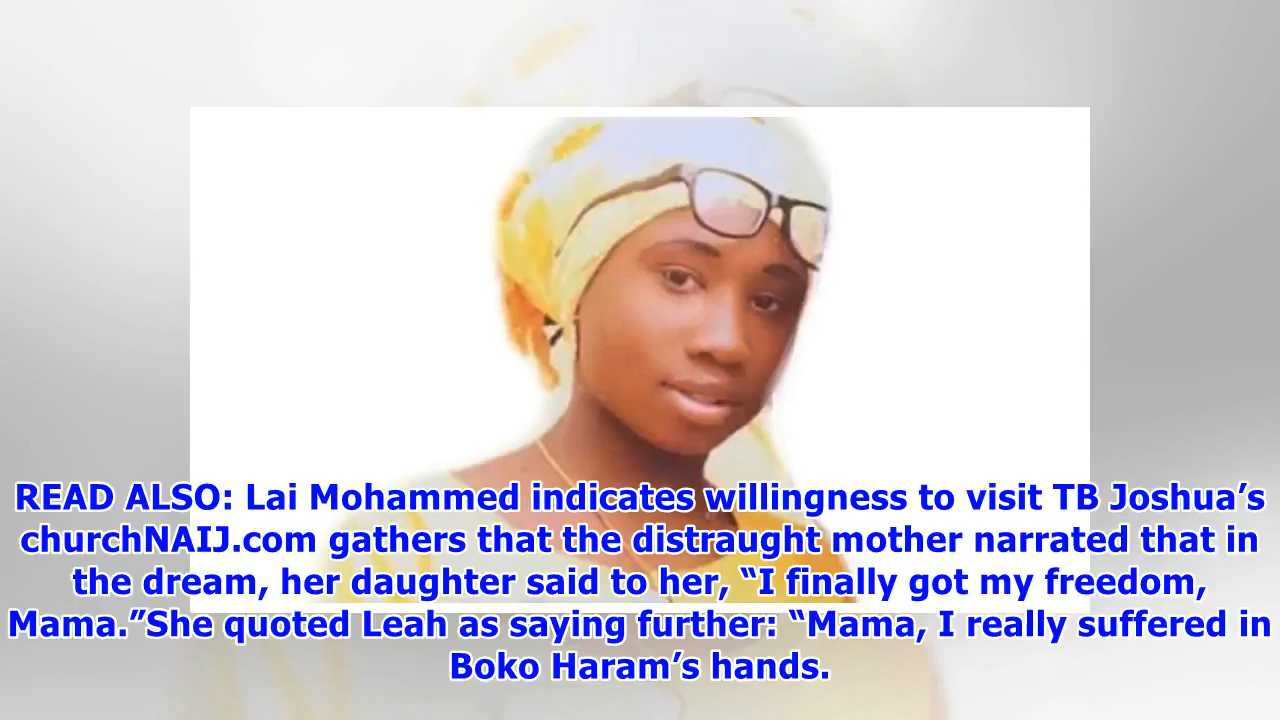 READ ALSO: Lai Mohammed indicates willingness to visit TB Joshua’s
churchNAIJ.com gathers that the distraught mother narrated that in
the dream, her daughter said to her, “I finally got my freedom,
Mama.”She quoted Leah as saying further: “Mama, I really suffered in
Boko Haram’s hands.